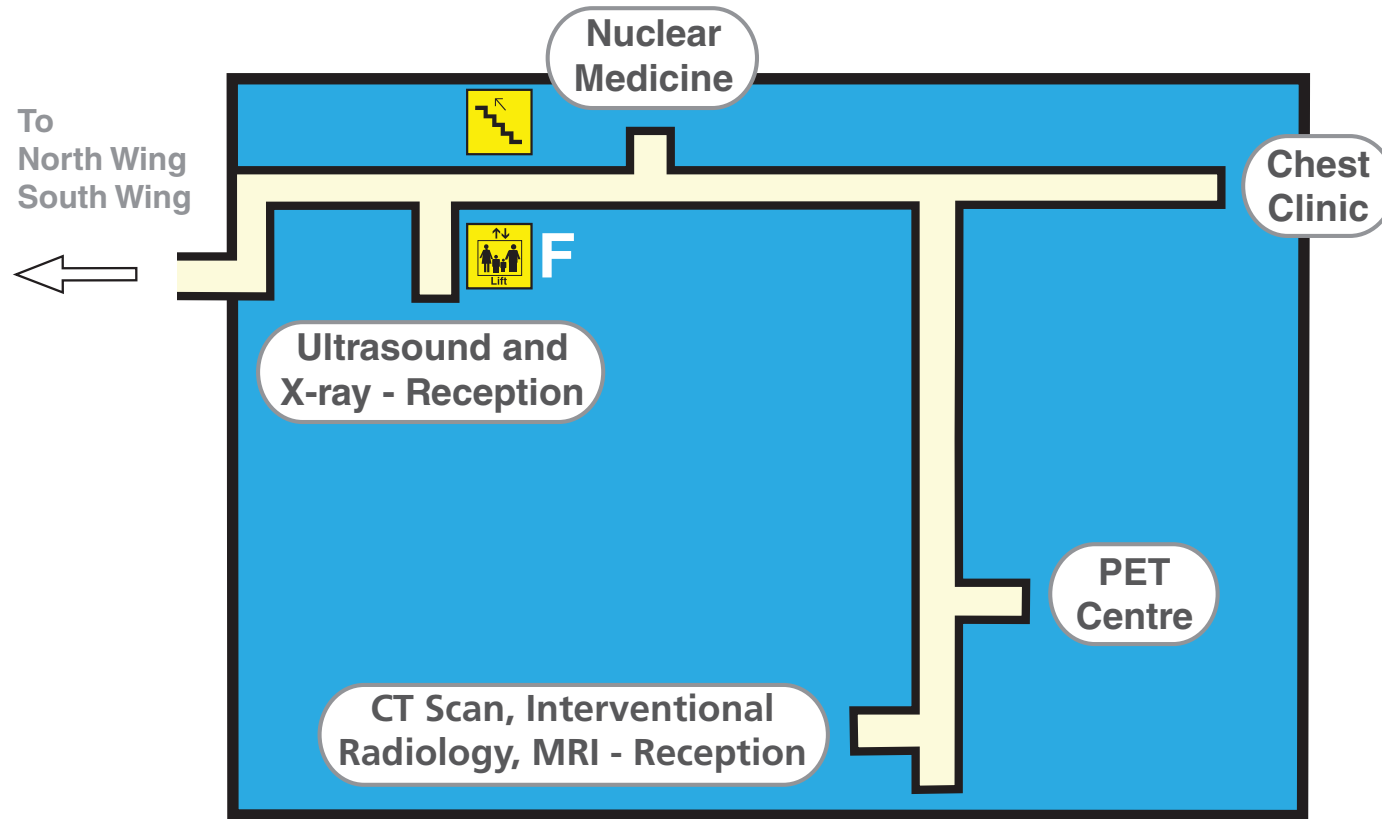 Nuclear
Medicine
To
North Wing
South Wing
Chest
Clinic
Lift
F
Ultrasound and
X-ray - Reception
PET
Centre
CT Scan, Interventional
Radiology, MRI - Reception